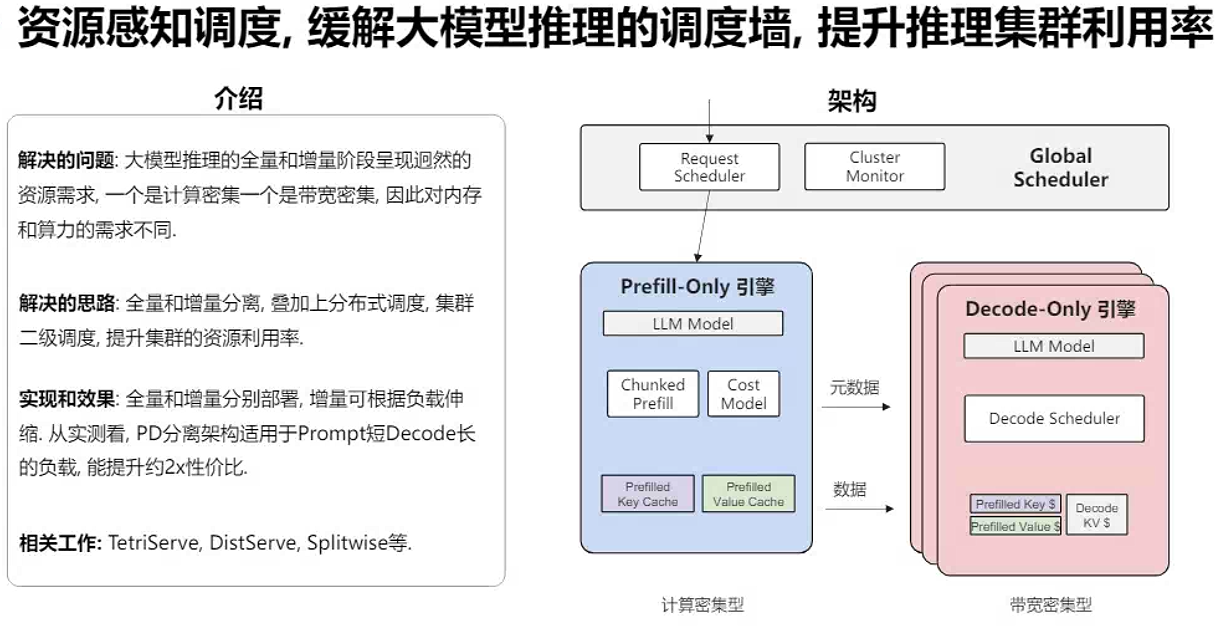 资源感知调度, 缓解大模型推理的调度墙, 提升推理集群利用率
介绍
解决的问题: 大模型推理的全量和增量阶段呈现迥然的
资源需求, 一个是计算密集一个是带宽密集, 因此对内存
和算力的需求不同.
解决的思路: 全量和增量分离, 叠加上分布式调度, 集群
二级调度, 提升集群的资源利用率.
实现和效果: 全量和增量分别部署, 增量可根据负载伸
缩. 从实测看, PD分离架构适用于Prompt短Decode长
的负载, 能提升约2x性价比.
相关工作: TetriServe, DistServe, Splitwise等.
架构
Request
Scheduler
Cluster
Monitor
Global
Scheduler
Prefill-Only 引擎
LLM Model
Chunked
Prefill
Cost
Model
Prefilled
Key Cache
Prefilled
Value Cache
计算密集型
元数据
数据
Decode-Only 引擎
LLM Model
Decode Scheduler
Prefilled Key $
Prefilled Value $
Decode
KV $
带宽密集型